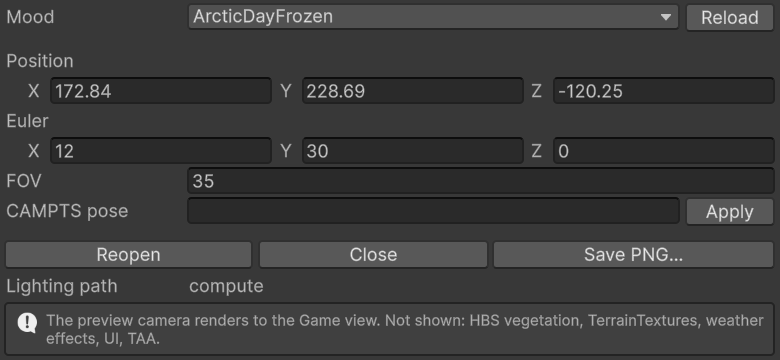 Mood ArcticDayFrozen Reload
Position
X 172.84 Y 228.69 Z -120.25
Euler
X 12 Y 30 Z 0
FOV 35
CAMPTS pose Apply
Reopen Close Save PNG...
Lighting path compute
The preview camera renders to the Game view. Not shown: HBS vegetation, TerrainTextures, weather
effects, UI, TAA.